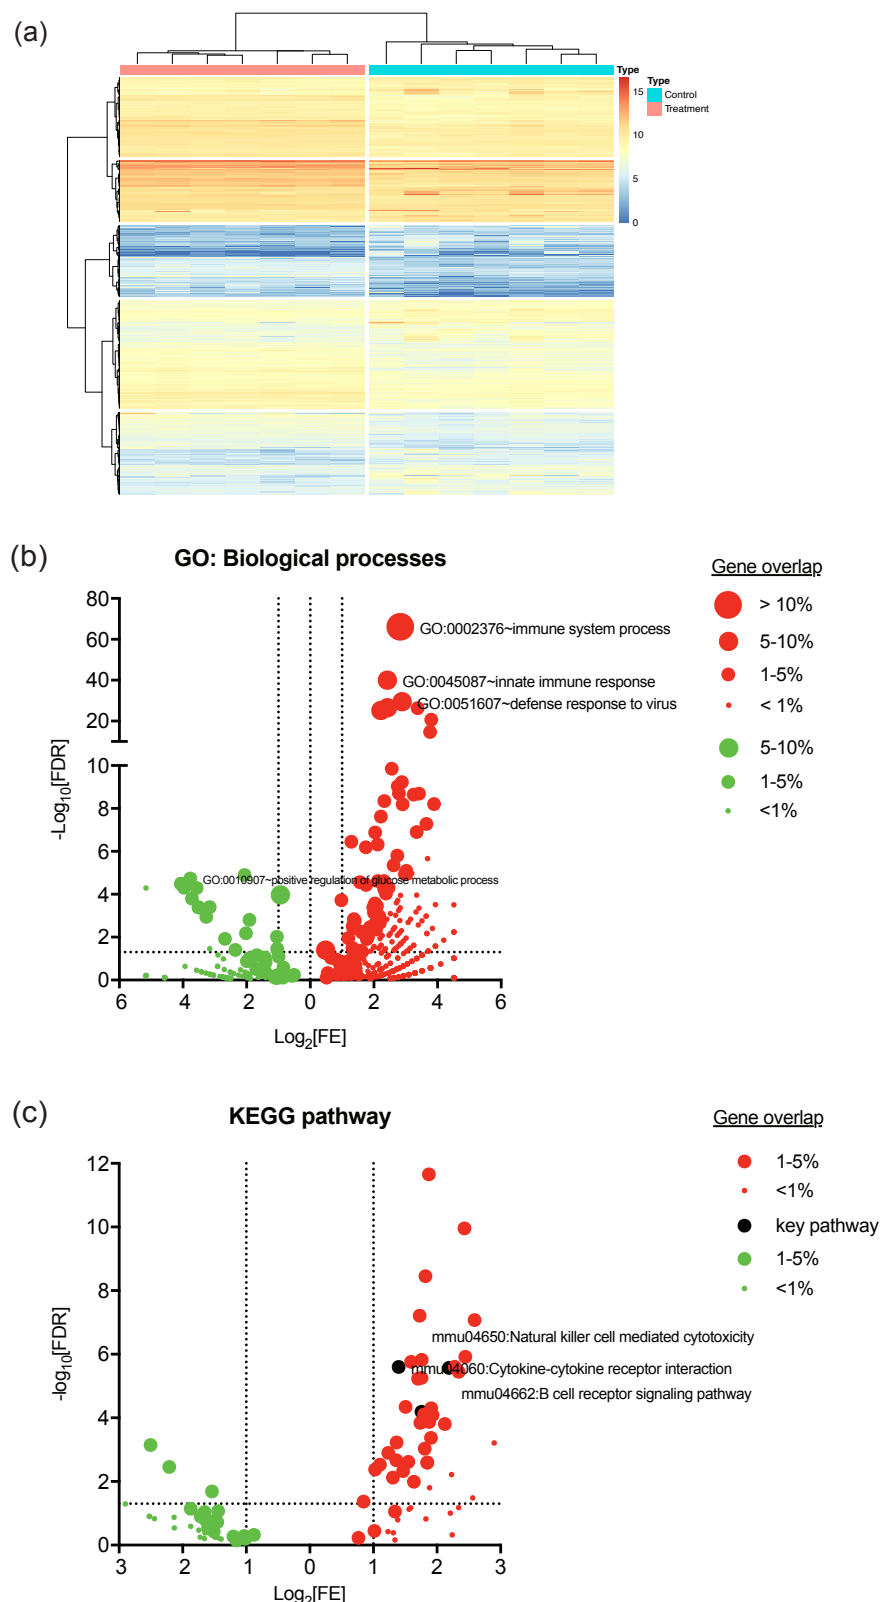 (a)
Type
15
10
5
0
Type
Control
Treatment
(b)
GO: Biological processes
Gene overlap
> 10%
5-10%
1-5%
< 1%
5-10%
1-5%
<1%
80
60
40
20
10
8
6
4
2
0
-Log10[FDR]
GO:0002376~immune system process
GO:0045087~innate immune response
GO:0051607~defense response to virus
GO:0010907~positive regulation of glucose metabolic process
6 4 2 0 2 4 6
Log2[FE]
(c)
KEGG pathway
Gene overlap
1-5%
<1%
key pathway
1-5%
<1%
12
10
8
6
4
2
0
-log10[FDR]
mmu04650:Natural killer cell mediated cytotoxicity
mmu04060:Cytokine-cytokine receptor interaction
mmu04662:B cell receptor signaling pathway
3 2 1 0 1 2 3
Log2[FE]